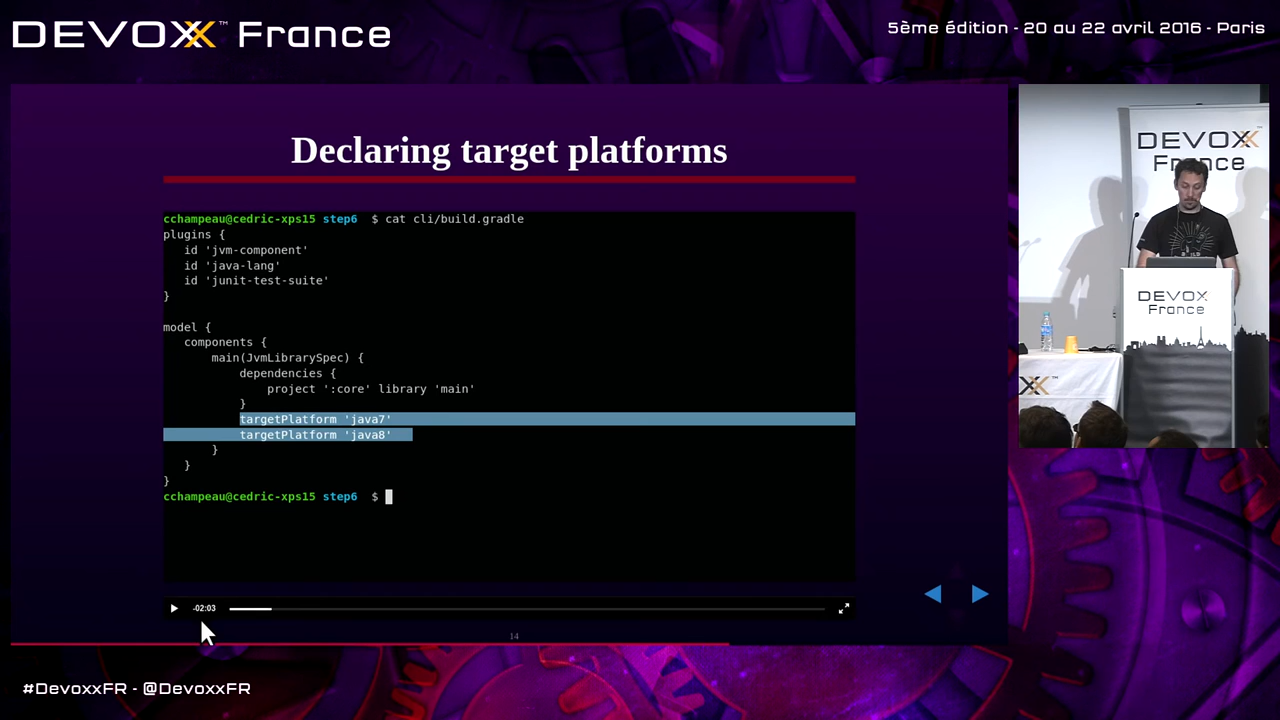 DEVOXX™ France
5ème édition - 20 au 22 avril 2016 - Paris
Declaring target platforms
cchampeau@cedric-xps15 step6 $ cat cli/build.gradle
plugins {
id 'jvm-component'
id 'java-lang'
id 'junit-test-suite'
}
model {
components {
main(JvmLibrarySpec) {
dependencies {
project ':core' library 'main'
}
targetPlatform 'java7'
targetPlatform 'java8'
}
}
}
cchampeau@cedric-xps15 step6 $
-02:03
14
DEVOXX™
France
DEVOXX
France
#DevoxxFR - @DevoxxFR